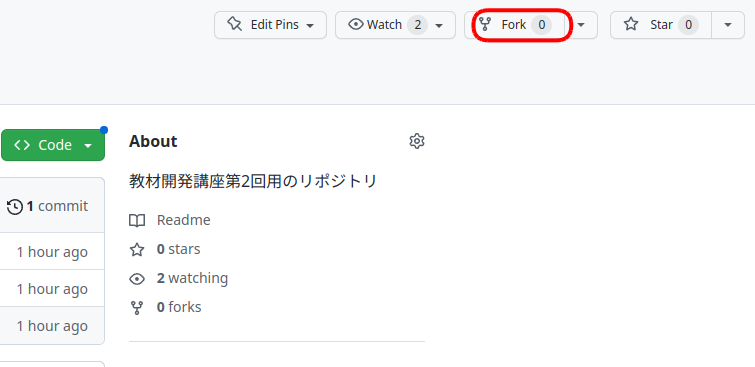 Edit Pins Watch 2 Fork 0 Star 0
Code
About
教材開発講座第2回用のリポジトリ
1 commit
Readme
1 hour ago
0 stars
1 hour ago
2 watching
1 hour ago
0 forks